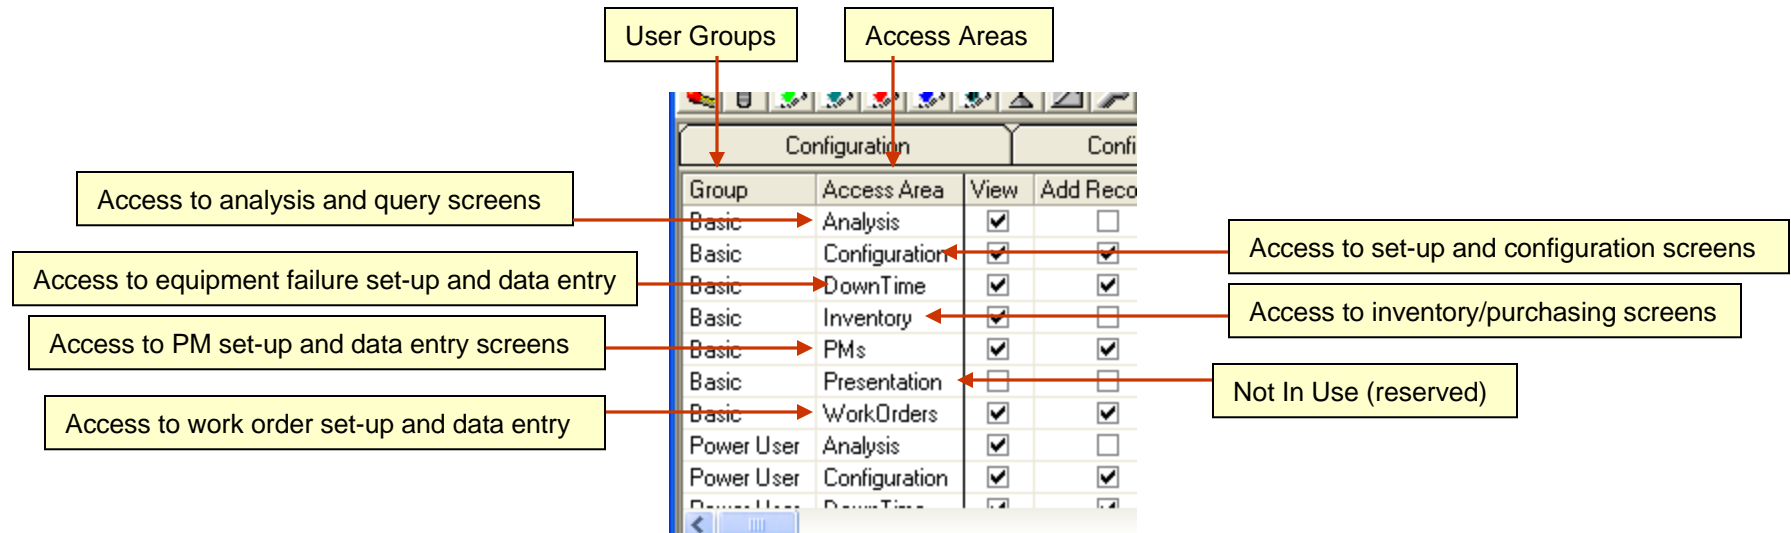 User Groups
Access Areas
Configuration
Confi
Group Access Area View Add Reco
Access to analysis and query screens
Basic Analysis
Basic Configuration
Access to set-up and configuration screens
Access to equipment failure set-up and data entry
Basic DownTime
Basic Inventory
Access to inventory/purchasing screens
Access to PM set-up and data entry screens
Basic PMs
Basic Presentation
Not In Use (reserved)
Access to work order set-up and data entry
Basic WorkOrders
Power User Analysis
Power User Configuration
Power User DownTime